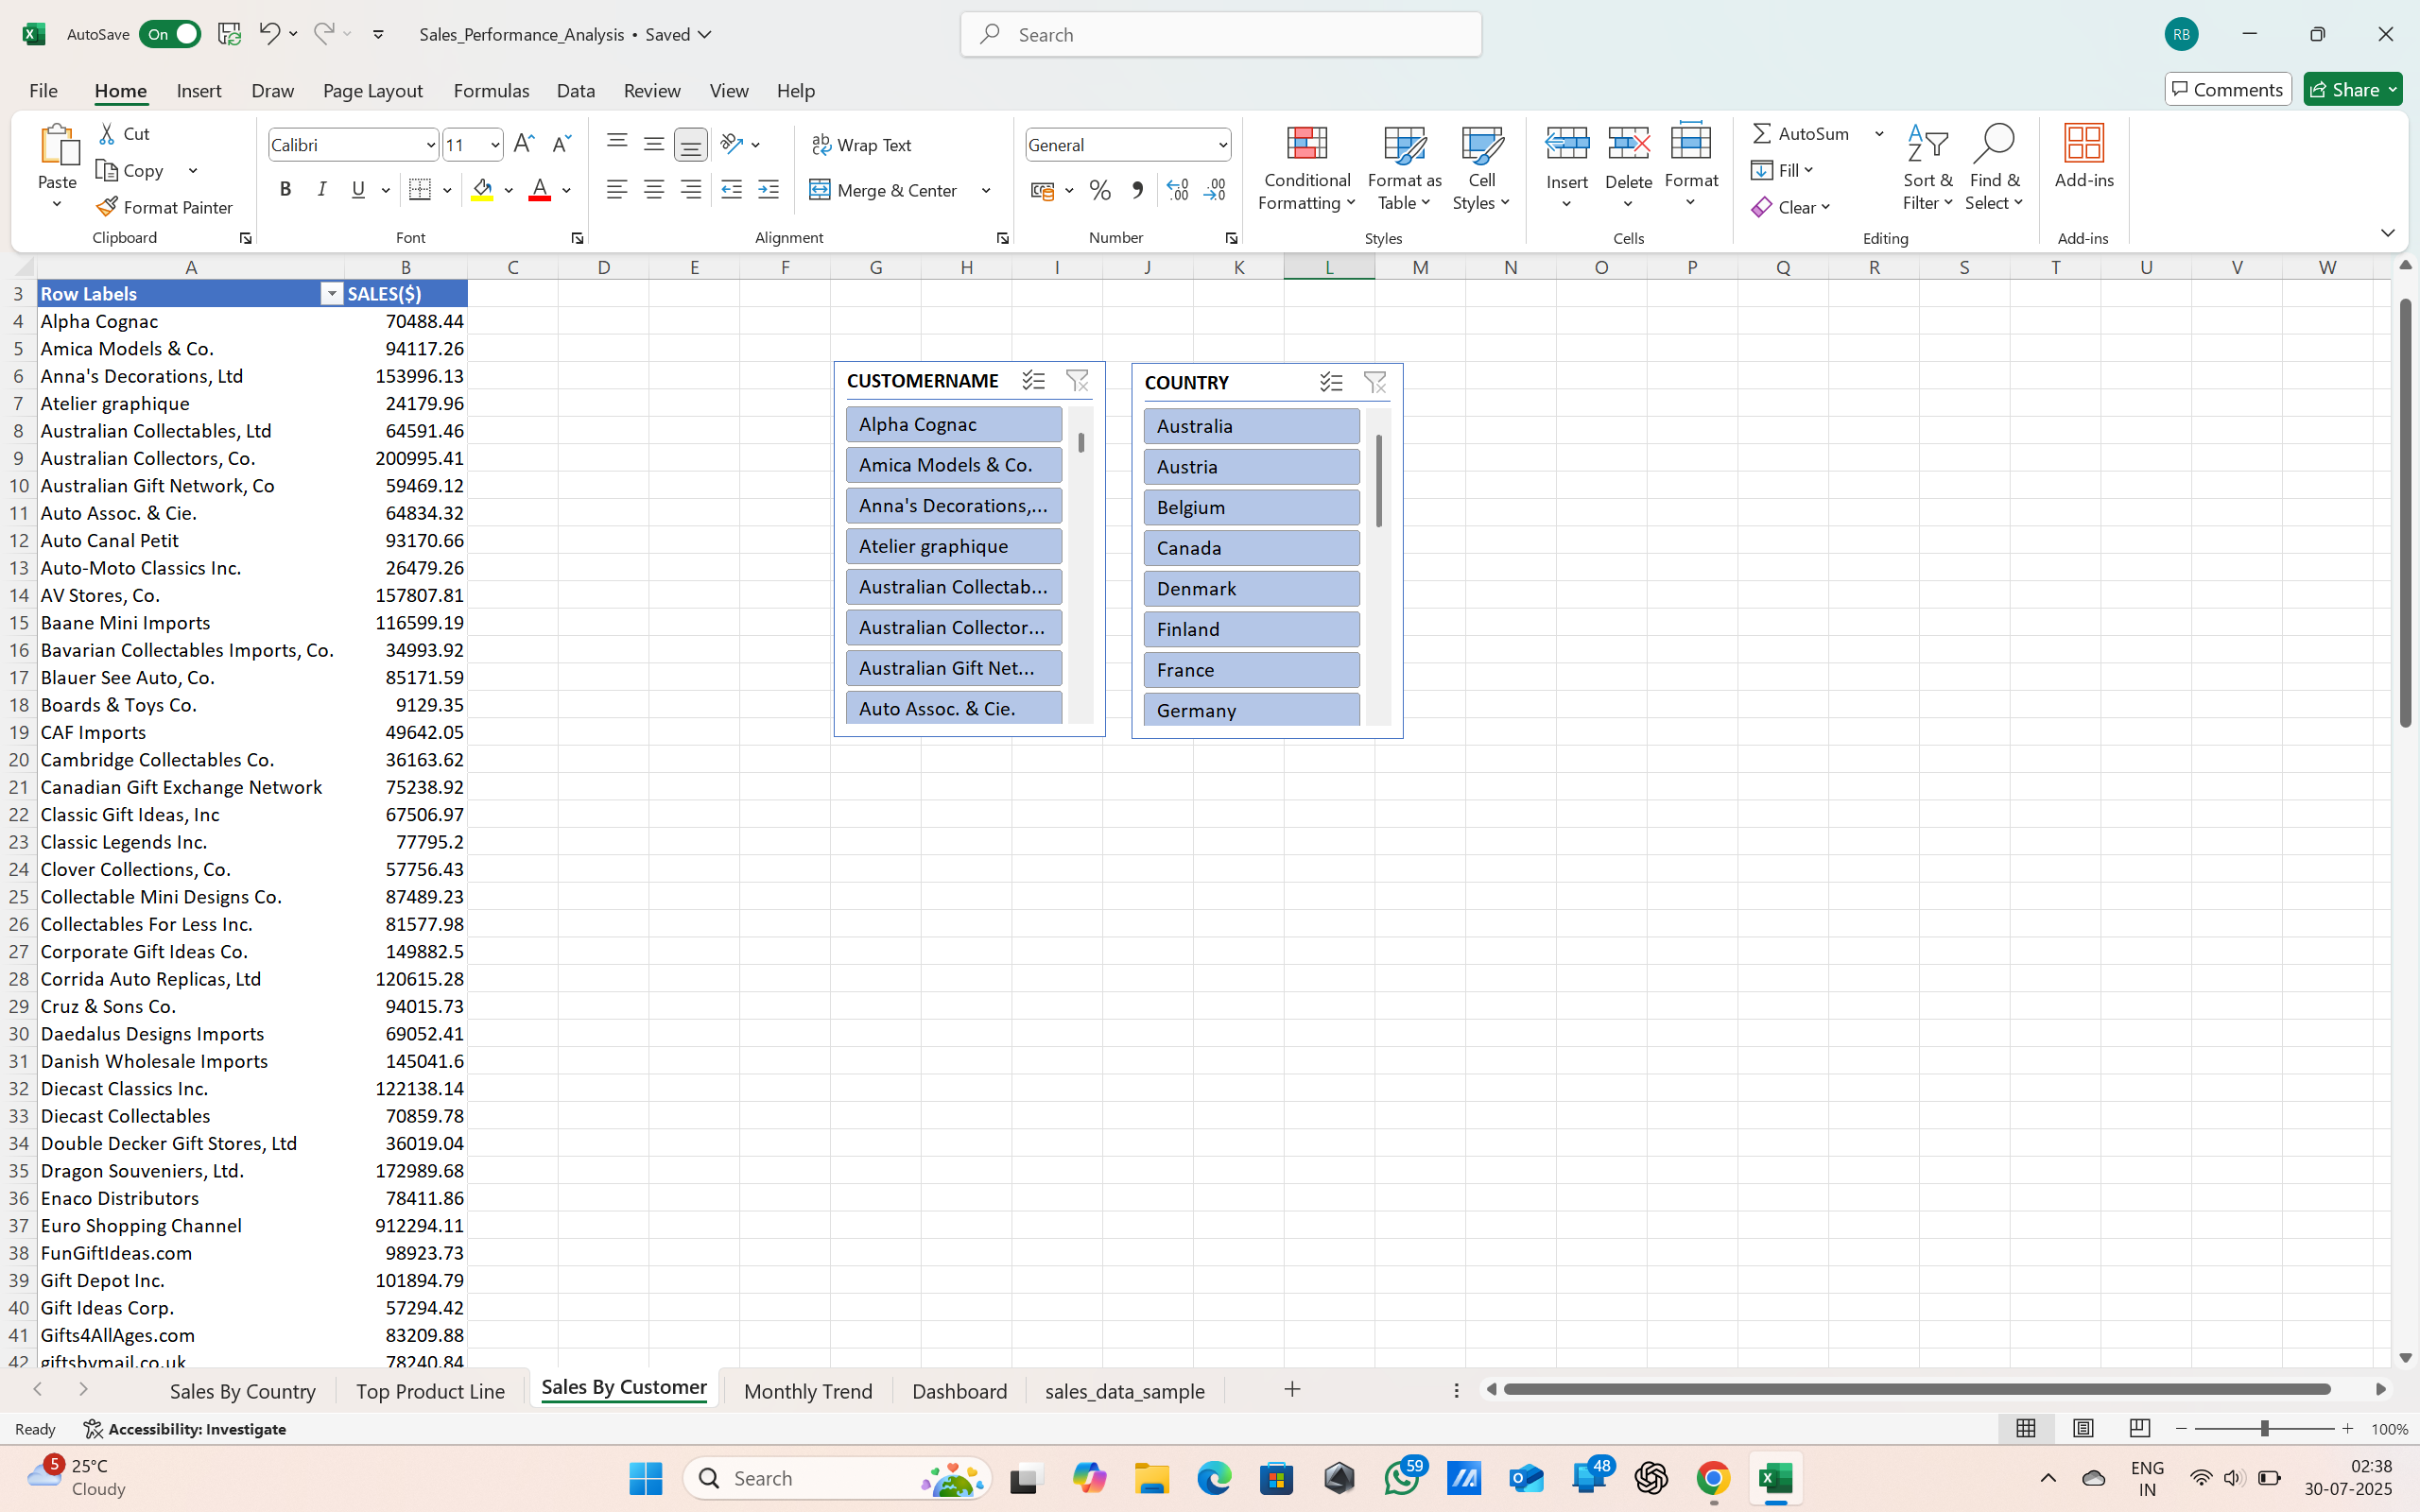 AutoSave On Sales_Performance_Analysis • Saved Search RB
File Home Insert Draw Page Layout Formulas Data Review View Help Comments Share
Paste Cut Copy Format Painter Clipboard
Calibri 11 B I U A Font
ab Wrap Text Merge & Center Alignment
General % Number
Conditional Formatting Format as Table Cell Styles Styles
Insert Delete Format Cells
AutoSum Fill Clear Sort & Filter Find & Select Editing
Add-ins Add-ins
A B C D E F G H I J K L M N O P Q R S T U V W
3 Row Labels SALES($)
4 Alpha Cognac 70488.44
5 Amica Models & Co. 94117.26
6 Anna's Decorations, Ltd 153996.13
7 Atelier graphique 24179.96
8 Australian Collectables, Ltd 64591.46
9 Australian Collectors, Co. 200995.41
10 Australian Gift Network, Co 59469.12
11 Auto Assoc. & Cie. 64834.32
12 Auto Canal Petit 93170.66
13 Auto-Moto Classics Inc. 26479.26
14 AV Stores, Co. 157807.81
15 Baane Mini Imports 116599.19
16 Bavarian Collectables Imports, Co. 34993.92
17 Blauer See Auto, Co. 85171.59
18 Boards & Toys Co. 9129.35
19 CAF Imports 49642.05
20 Cambridge Collectables Co. 36163.62
21 Canadian Gift Exchange Network 75238.92
22 Classic Gift Ideas, Inc 67506.97
23 Classic Legends Inc. 77795.2
24 Clover Collections, Co. 57756.43
25 Collectable Mini Designs Co. 87489.23
26 Collectables For Less Inc. 81577.98
27 Corporate Gift Ideas Co. 149882.5
28 Corrida Auto Replicas, Ltd 120615.28
29 Cruz & Sons Co. 94015.73
30 Daedalus Designs Imports 69052.41
31 Danish Wholesale Imports 145041.6
32 Diecast Classics Inc. 122138.14
33 Diecast Collectables 70859.78
34 Double Decker Gift Stores, Ltd 36019.04
35 Dragon Souveniers, Ltd. 172989.68
36 Enaco Distributors 78411.86
37 Euro Shopping Channel 912294.11
38 FunGiftIdeas.com 98923.73
39 Gift Depot Inc. 101894.79
40 Gift Ideas Corp. 57294.42
41 Gifts4AllAges.com 83209.88
42 giftsbymail.co.uk 78240.84
CUSTOMERNAME
Alpha Cognac
Amica Models & Co.
Anna's Decorations,...
Atelier graphique
Australian Collectab...
Australian Collector...
Australian Gift Net...
Auto Assoc. & Cie.
COUNTRY
Australia
Austria
Belgium
Canada
Denmark
Finland
France
Germany
Sales By Country Top Product Line Sales By Customer Monthly Trend Dashboard sales_data_sample
Ready Accessibility: Investigate 100%
5 25°C
Cloudy
Search
59
48
ENG
IN
02:38
30-07-2025